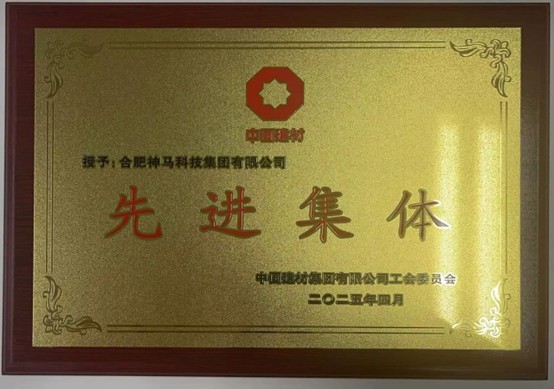 中国建材
授予：合肥神马科技集团有限公司
先进集体
中国建材集团有限公司工会委员会
二〇二五年四月